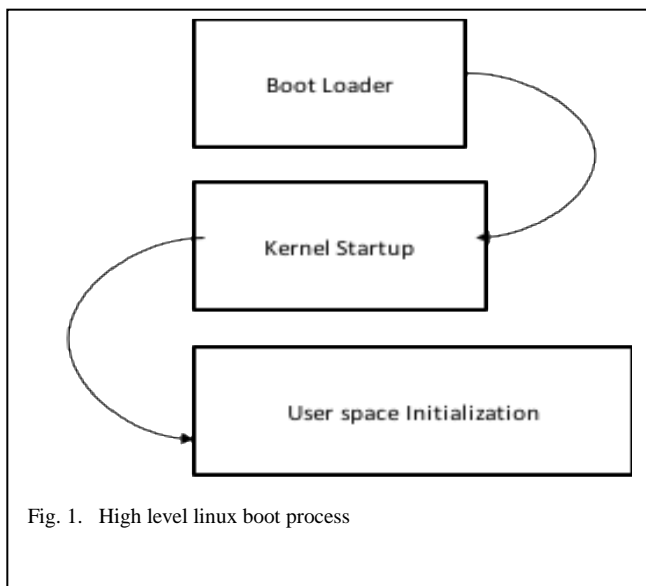 Boot Loader
Kernel Startup
User space Initialization
Fig. 1. High level linux boot process